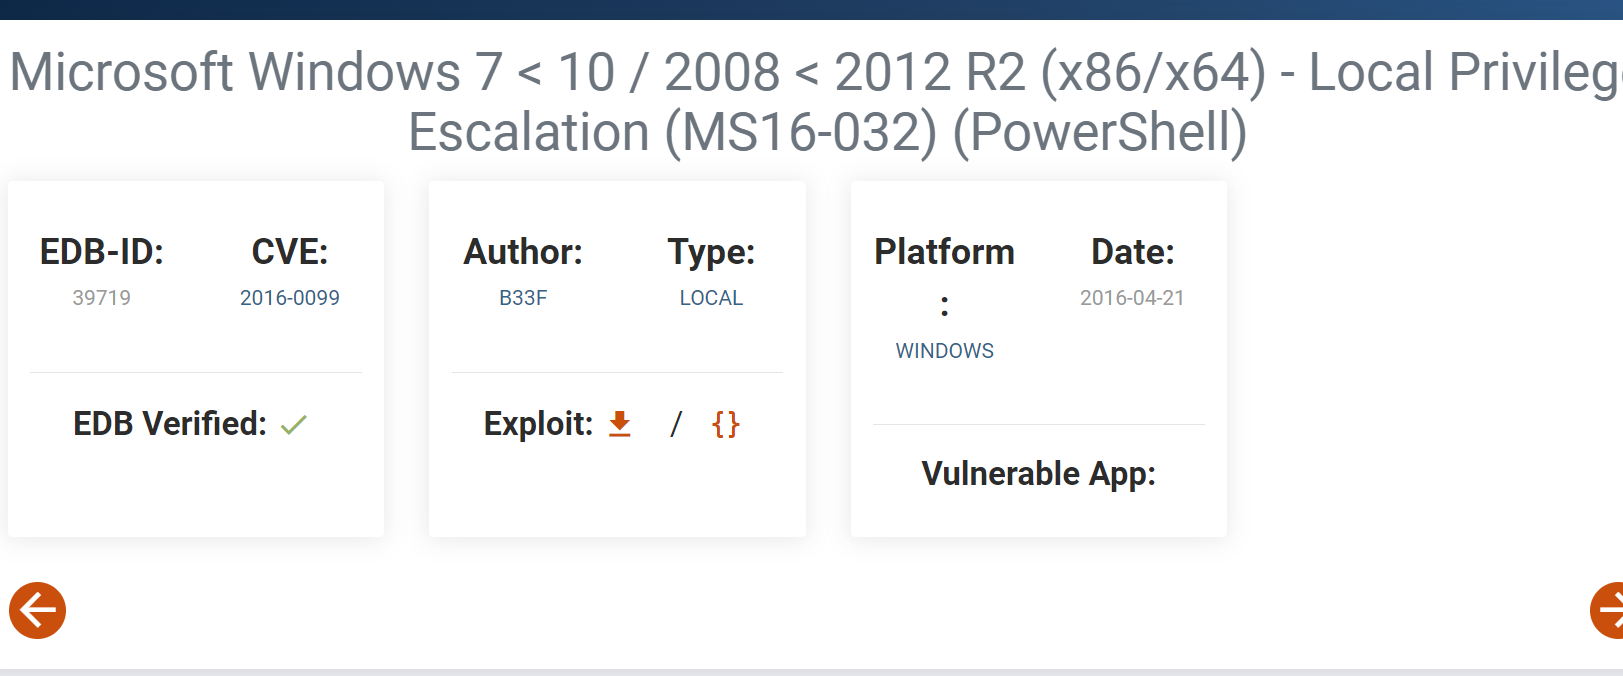 Microsoft Windows 7 < 10 / 2008 < 2012 R2 (x86/x64) - Local Privileg
Escalation (MS16-032) (PowerShell)
EDB-ID:
39719
CVE:
2016-0099
EDB Verified:
Author:
B33F
Type:
LOCAL
Exploit: / {}
Platform
:
WINDOWS
Date:
2016-04-21
Vulnerable App: